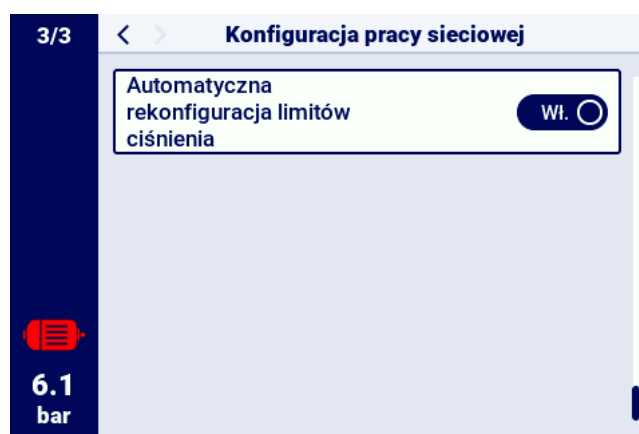 3/3
Konfiguracja pracy sieciowej
Automatyczna
rekonfiguracja limitów
ciśnienia
Wł.
6.1
bar